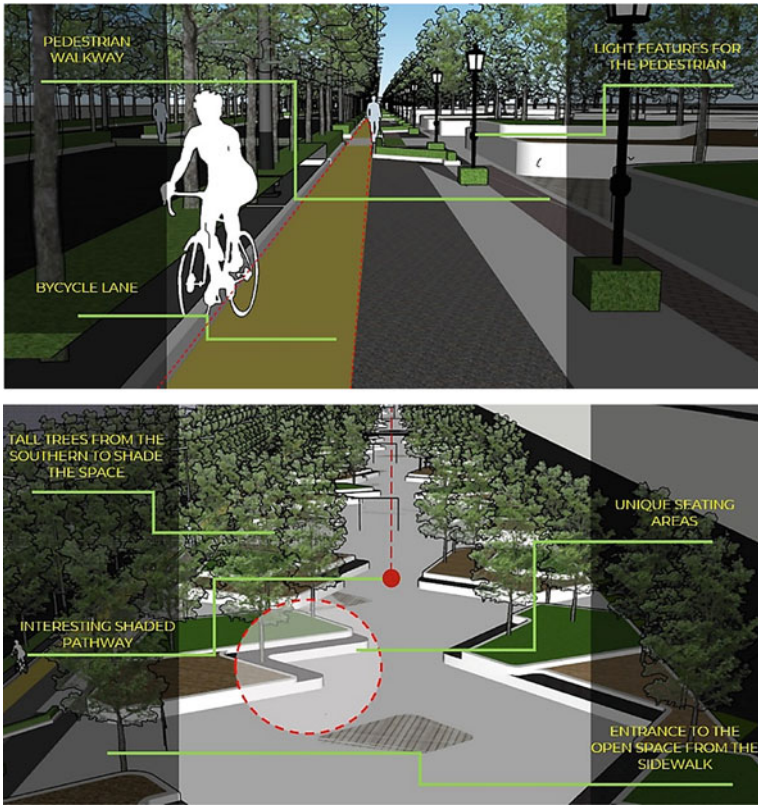 PEDESTRIAN
WALKWAY
LIGHT FEATURES FOR
THE PEDESTRIAN
BYCYCLE LANE
TALL TREES FROM THE
SOUTHERN TO SHADE
THE SPACE
UNIQUE SEATING
AREAS
INTERESTING SHADED
PATHWAY
ENTRANCE TO THE
OPEN SPACE FROM THE
SIDEWALK